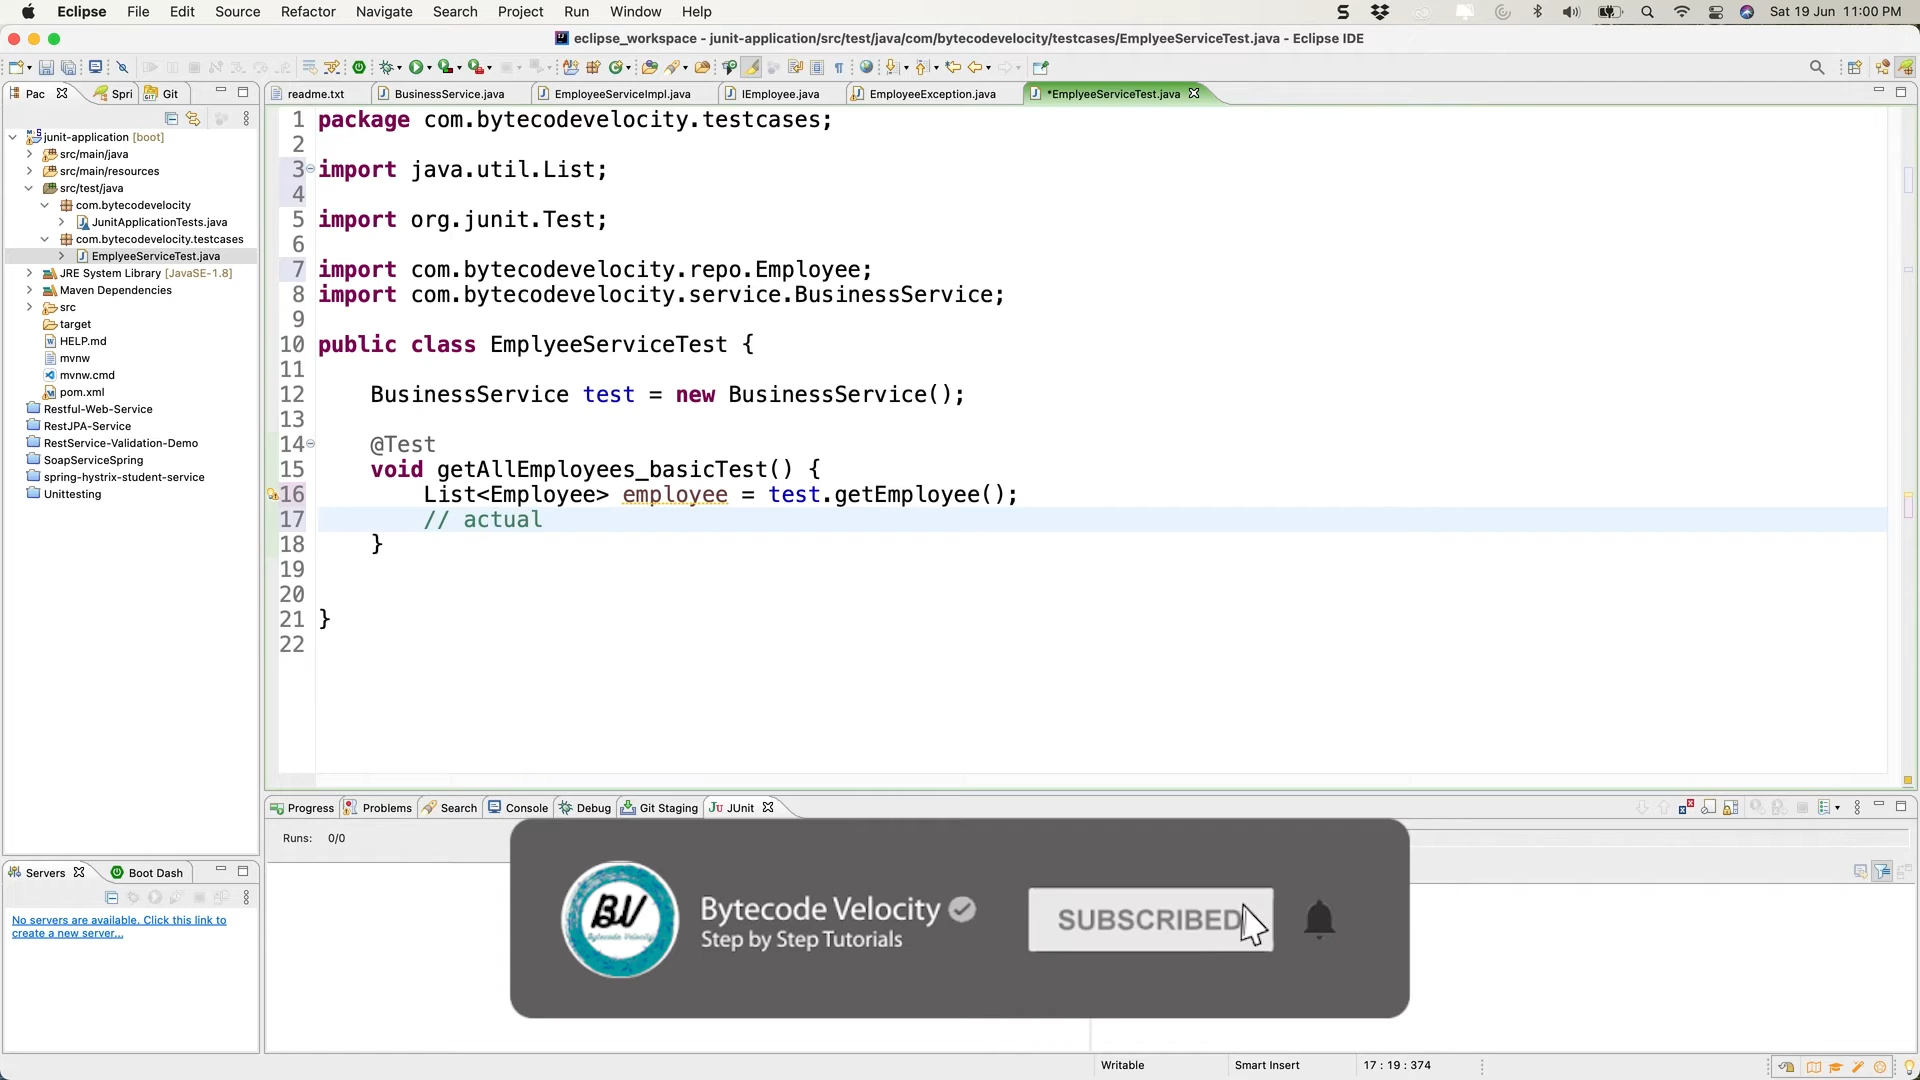 Eclipse File Edit Source Refactor Navigate Search Project Run Window Help Sat 19 Jun 11:00 PM
eclipse_workspace - junit-application/src/test/java/com/bytecodevelocity/testcases/EmplyeeServiceTest.java - Eclipse IDE
Pac Spri Git
readme.txt BusinessService.java EmployeeServiceImpl.java IEmployee.java EmployeeException.java *EmplyeeServiceTest.java
junit-application [boot]
src/main/java
src/main/resources
src/test/java
com.bytecodevelocity
JunitApplicationTests.java
com.bytecodevelocity.testcases
EmplyeeServiceTest.java
JRE System Library [JavaSE-1.8]
Maven Dependencies
src
target
HELP.md
mvnw
mvnw.cmd
pom.xml
Restful-Web-Service
RestJPA-Service
RestService-Validation-Demo
SoapServiceSpring
spring-hystrix-student-service
Unittesting
1 package com.bytecodevelocity.testcases;
2
3 import java.util.List;
4
5 import org.junit.Test;
6
7 import com.bytecodevelocity.repo.Employee;
8 import com.bytecodevelocity.service.BusinessService;
9
10 public class EmplyeeServiceTest {
11
12 BusinessService test = new BusinessService();
13
14 @Test
15 void getAllEmployees_basicTest() {
16 List<Employee> employee = test.getEmployee();
17 // actual
18 }
19
20
21 }
22
Progress Problems Search Console Debug Git Staging JUnit
Runs: 0/0
Servers Boot Dash
No servers are available. Click this link to
create a new server...
BV
Bytecode Velocity
Bytecode Velocity
Step by Step Tutorials
SUBSCRIBED
Writable Smart Insert 17 : 19 : 374